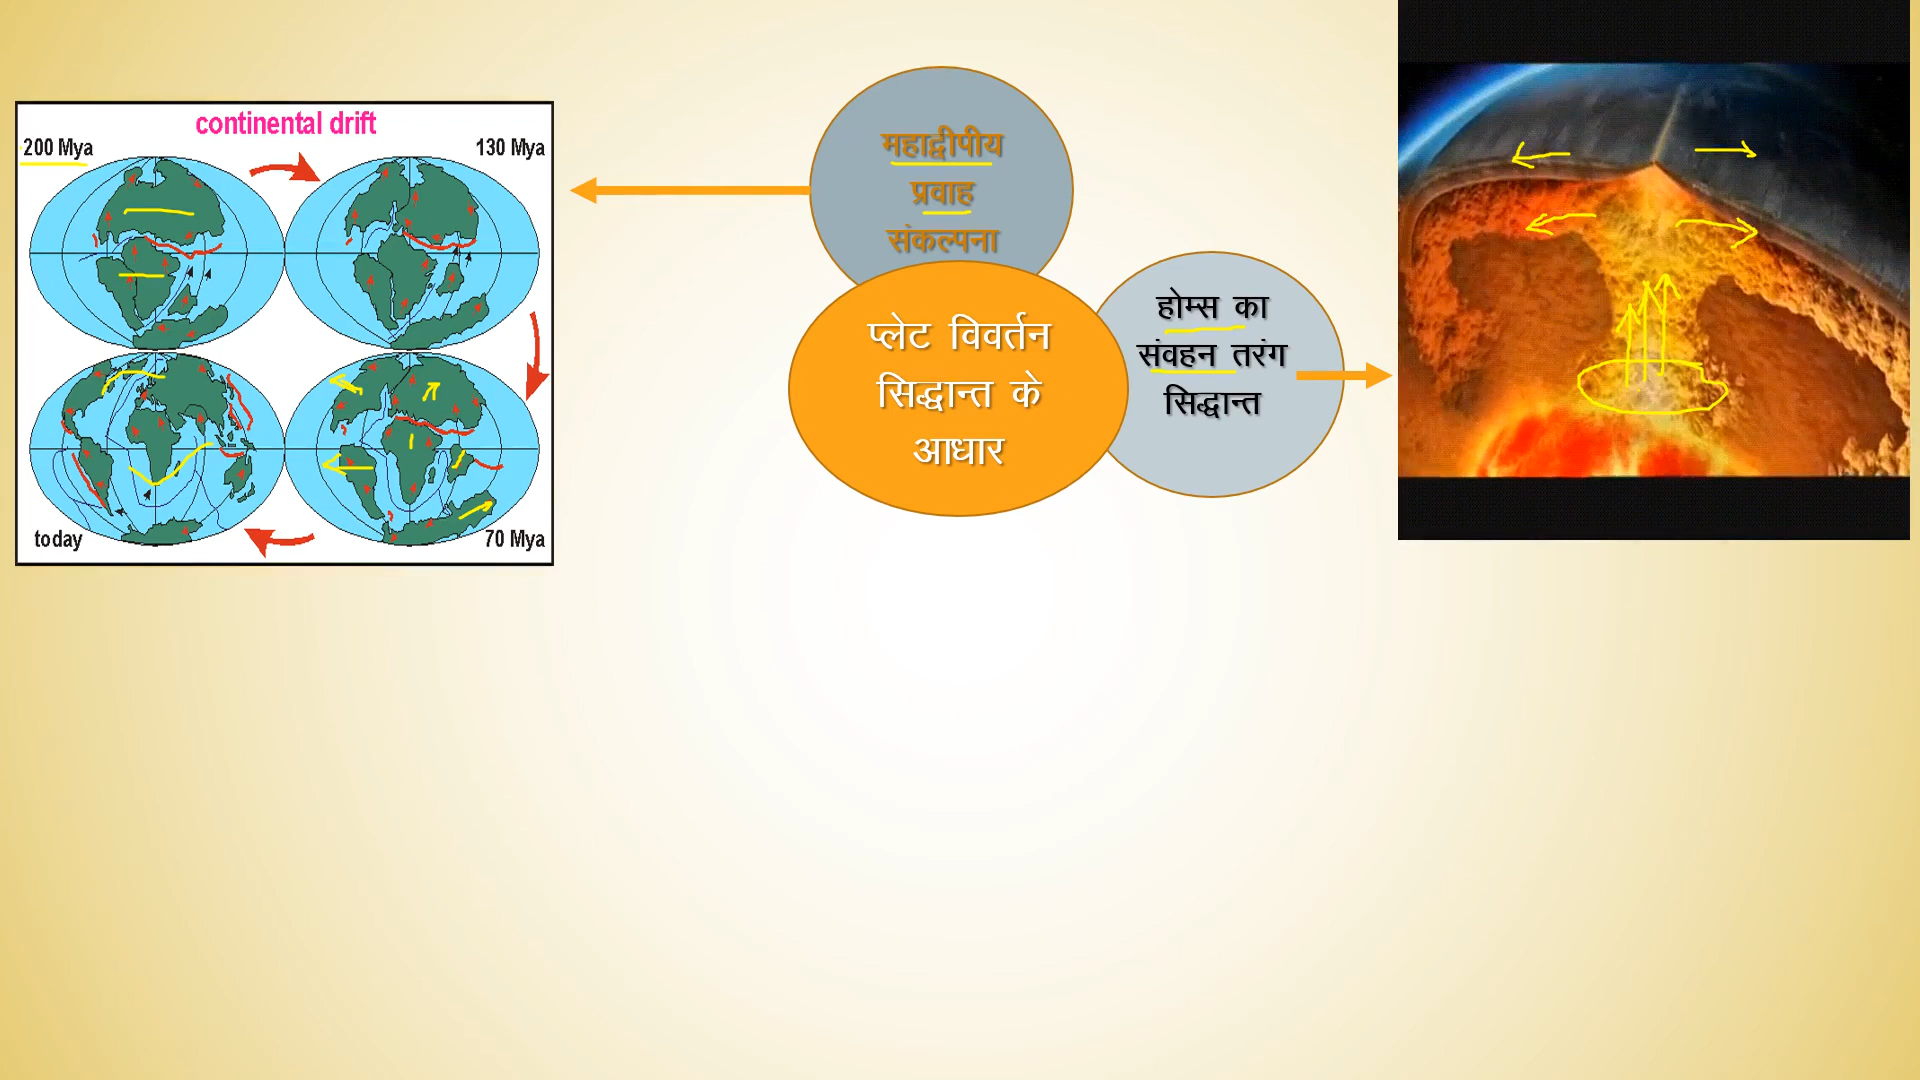 continental drift
200 Mya
130 Mya
today
70 Mya
महाद्वीपीय
प्रवाह
संकल्पना
प्लेट विवर्तन
सिद्धान्त के
आधार
होम्स का
संवहन तरंग
सिद्धान्त